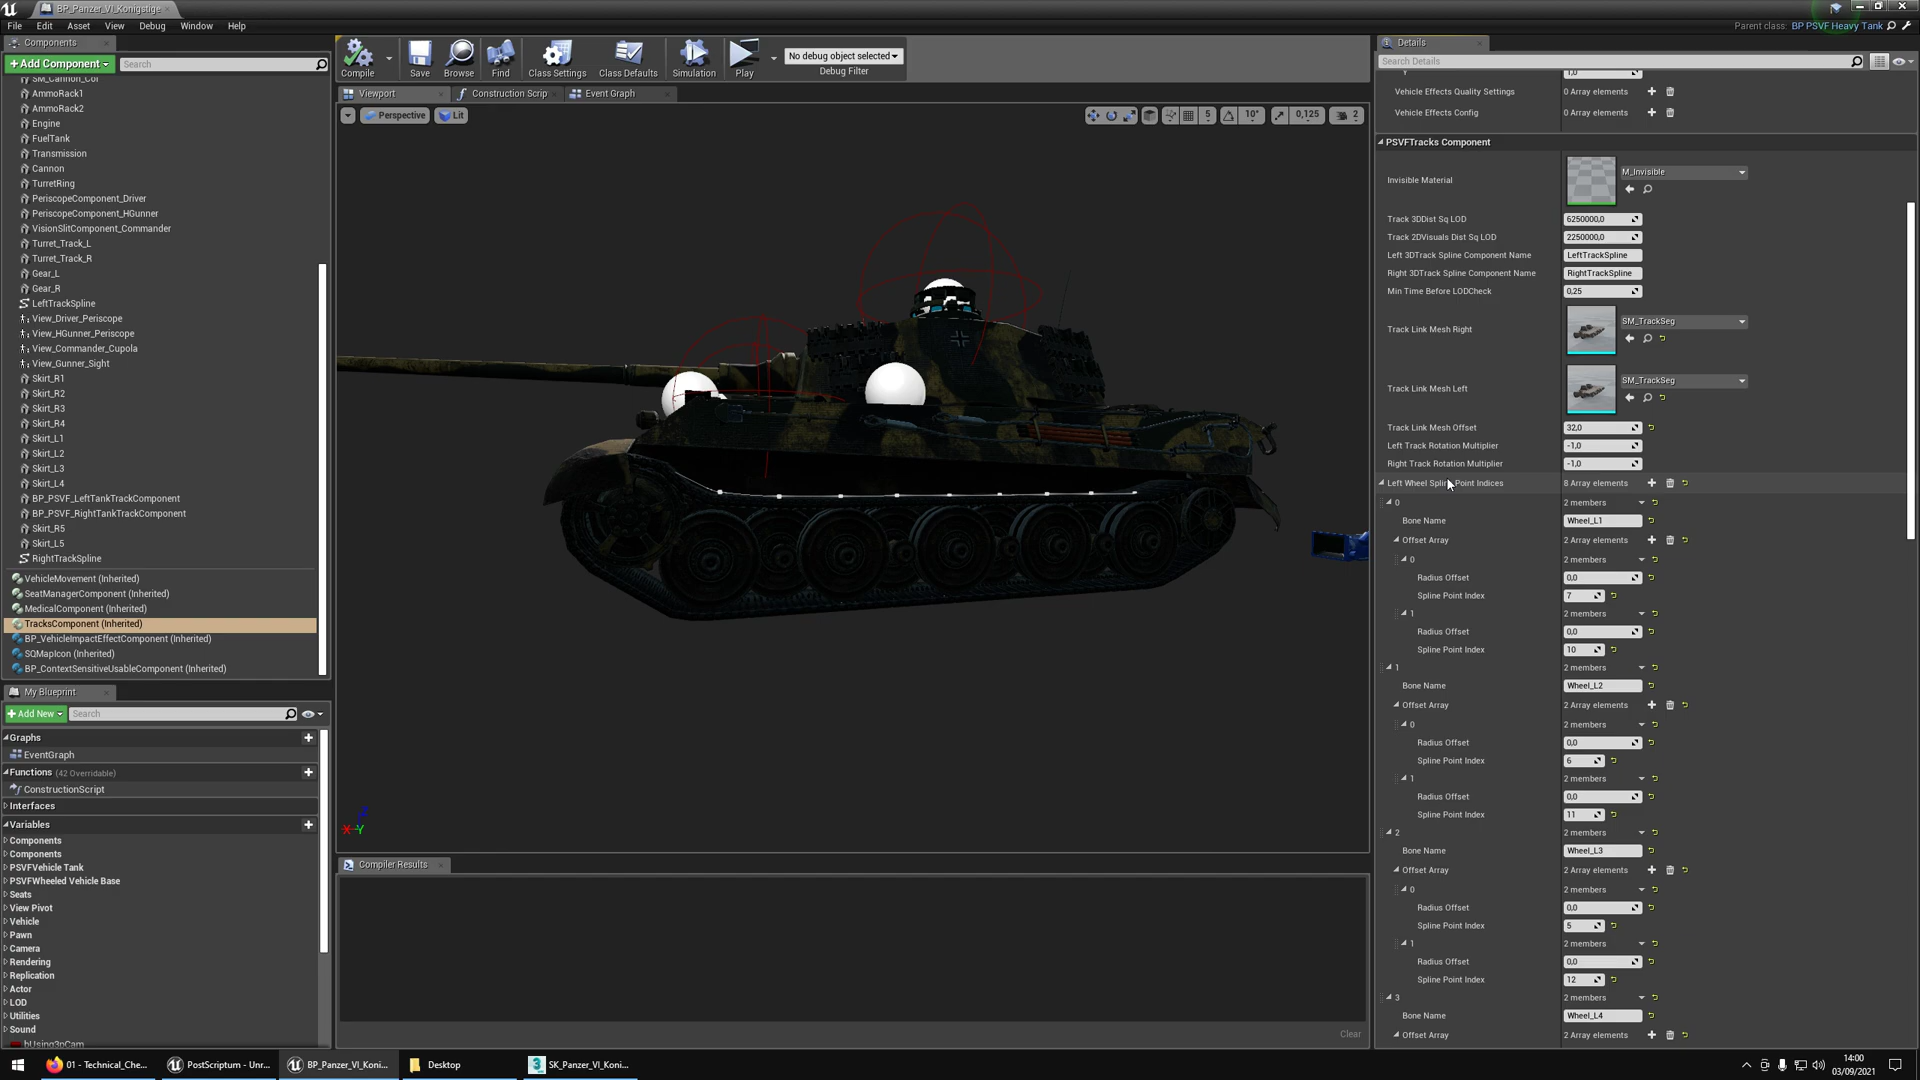 BP_Panzer_VI_Konigstige
File Edit Asset View Debug Window Help
Parent class: BP PSVF Heavy Tank
Components
+Add Component
Search
SM_Cannon_Col
AmmoRack1
AmmoRack2
Engine
FuelTank
Transmission
Cannon
TurretRing
PeriscopeComponent_Driver
PeriscopeComponent_HGunner
VisionSlitComponent_Commander
Turret_Track_L
Turret_Track_R
Gear_L
Gear_R
LeftTrackSpline
View_Driver_Periscope
View_HGunner_Periscope
View_Commander_Cupola
View_Gunner_Sight
Skirt_R1
Skirt_R2
Skirt_R3
Skirt_R4
Skirt_L1
Skirt_L2
Skirt_L3
Skirt_L4
BP_PSVF_LeftTankTrackComponent
BP_PSVF_RightTankTrackComponent
Skirt_R5
Skirt_L5
RightTrackSpline
VehicleMovement (Inherited)
SeatManagerComponent (Inherited)
MedicalComponent (Inherited)
TracksComponent (Inherited)
BP_VehicleImpactEffectComponent (Inherited)
SQMapIcon (Inherited)
BP_ContextSensitiveUsableComponent (Inherited)
My Blueprint
+Add New
Search
Graphs
EventGraph
Functions (42 Overridable)
ConstructionScript
Interfaces
Variables
Components
Components
PSVFVehicle Tank
PSVFWheeled Vehicle Base
Seats
View Pivot
Vehicle
Pawn
Camera
Rendering
Replication
Actor
LOD
Utilities
Sound
bUsing3pCam
Compile
Save
Browse
Find
Class Settings
Class Defaults
Simulation
Play
No debug object selected
Debug Filter
Viewport
Construction Scrip
Event Graph
Perspective
Lit
5
10°
0,125
2
X Y Z
Compiler Results
Clear
Details
Search Details
Y 1,0
Vehicle Effects Quality Settings 0 Array elements
Vehicle Effects Config 0 Array elements
PSVFTracks Component
Invisible Material M_Invisible
Track 3DDist Sq LOD 6250000,0
Track 2DVisuals Dist Sq LOD 2250000,0
Left 3DTrack Spline Component Name LeftTrackSpline
Right 3DTrack Spline Component Name RightTrackSpline
Min Time Before LODCheck 0,25
Track Link Mesh Right SM_TrackSeg
Track Link Mesh Left SM_TrackSeg
Track Link Mesh Offset 32,0
Left Track Rotation Multiplier -1,0
Right Track Rotation Multiplier -1,0
Left Wheel Spline Point Indices 8 Array elements
0 2 members
Bone Name Wheel_L1
Offset Array 2 Array elements
0 2 members
Radius Offset 0,0
Spline Point Index 7
1 2 members
Radius Offset 0,0
Spline Point Index 10
1 2 members
Bone Name Wheel_L2
Offset Array 2 Array elements
0 2 members
Radius Offset 0,0
Spline Point Index 6
1 2 members
Radius Offset 0,0
Spline Point Index 11
2 2 members
Bone Name Wheel_L3
Offset Array 2 Array elements
0 2 members
Radius Offset 0,0
Spline Point Index 5
1 2 members
Radius Offset 0,0
Spline Point Index 12
3 2 members
Bone Name Wheel_L4
Offset Array 2 Array elements
01 - Technical_Che...
PostScriptum - Unr...
BP_Panzer_VI_Koni...
Desktop
SK_Panzer_VI_Koni...
14:00
03/09/2021